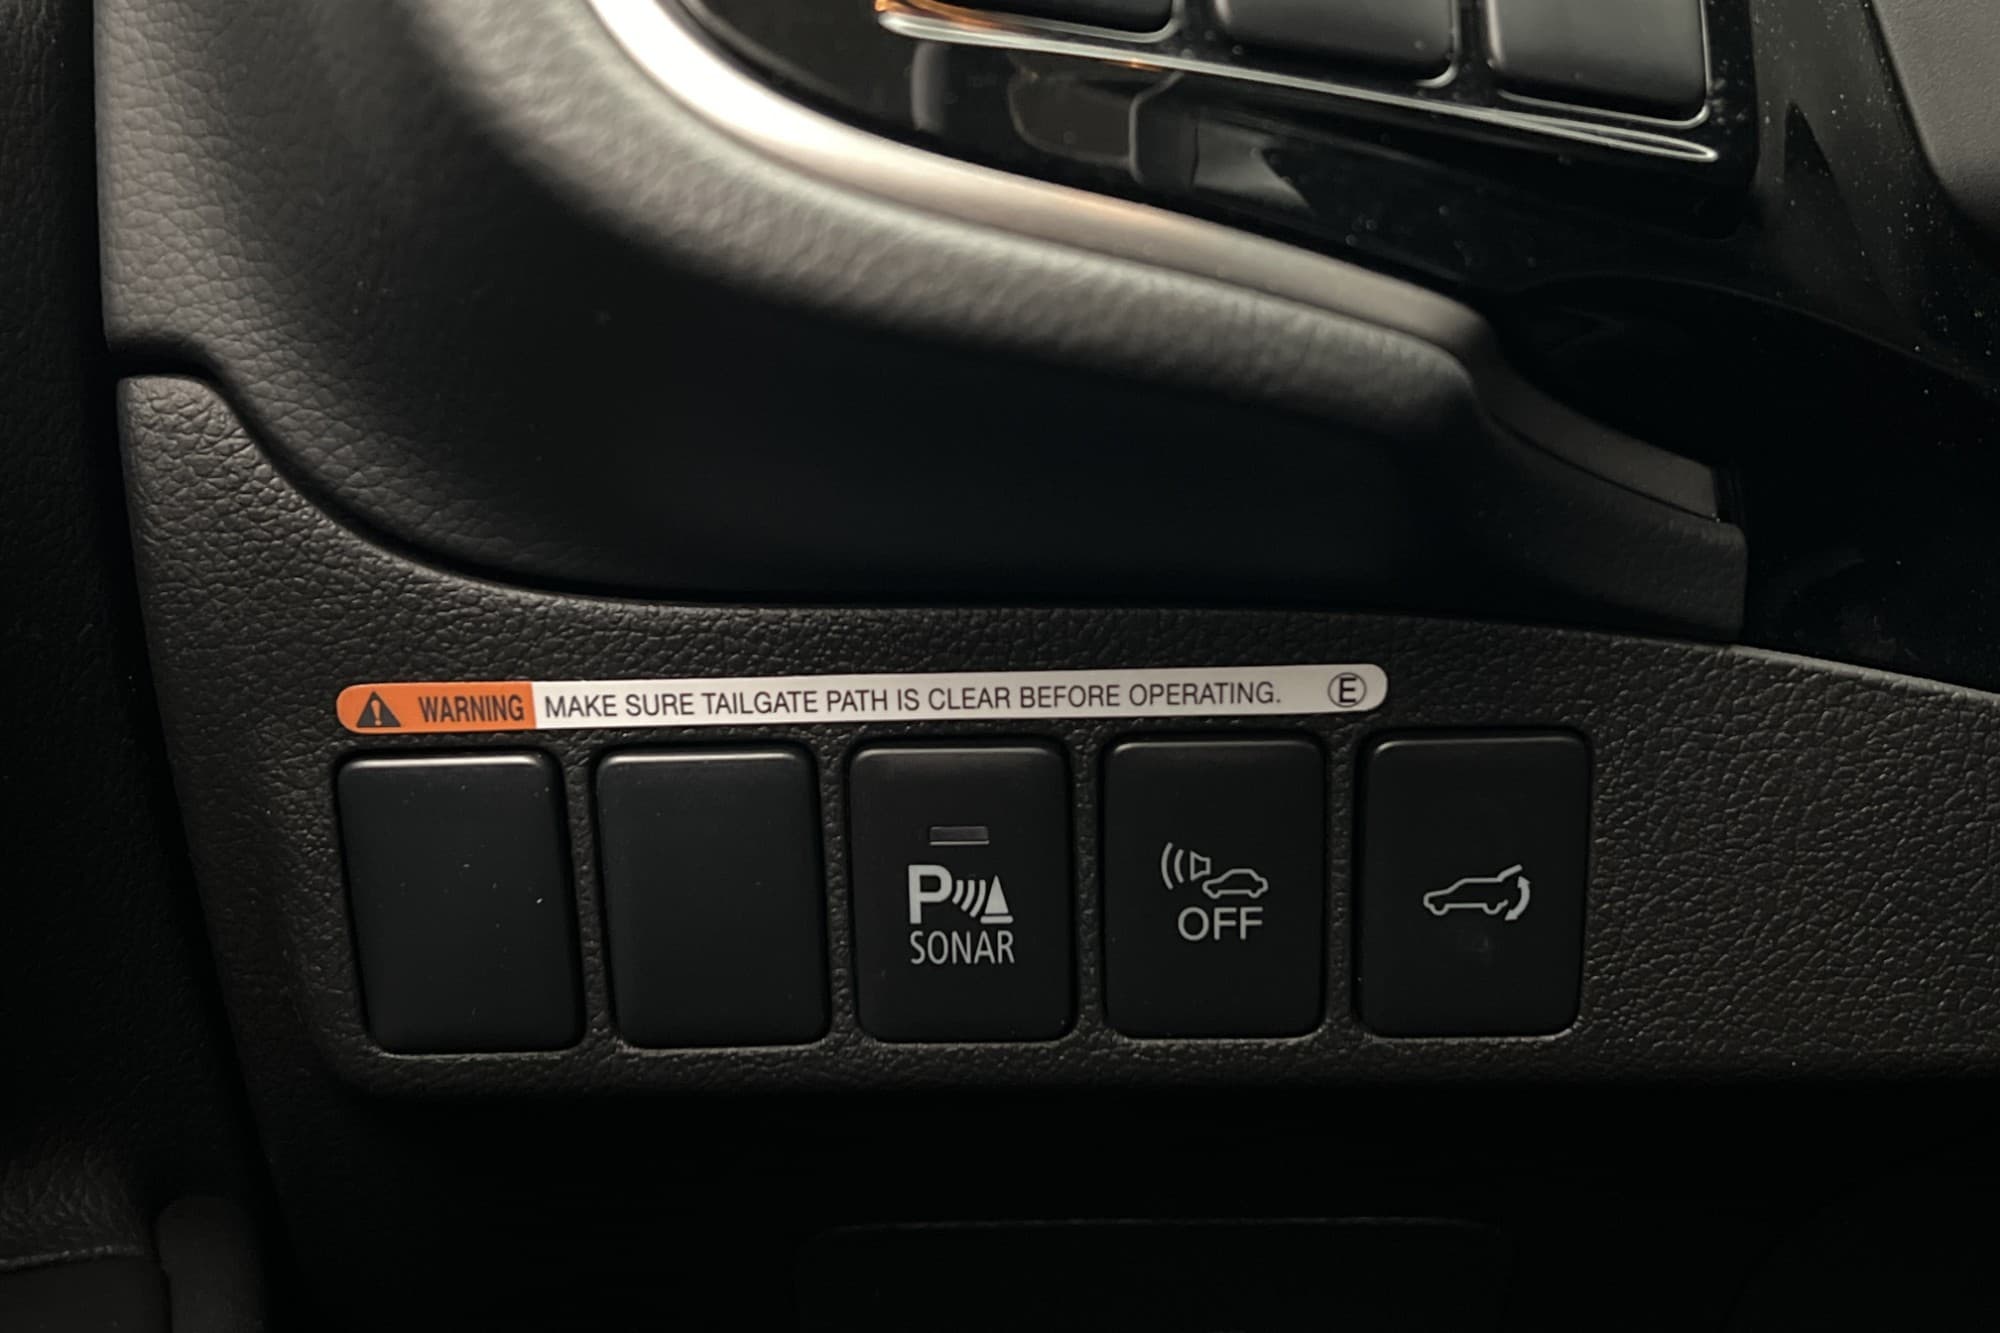 WARNING MAKE SURE TAILGATE PATH IS CLEAR BEFORE OPERATING. E
P
SONAR
OFF